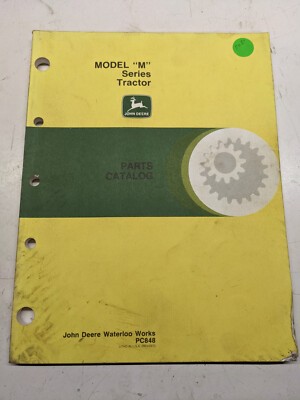 MODEL "M"
Series
Tractor
JOHN DEERE
PARTS
CATALOG
John Deere Waterloo Works
PC848